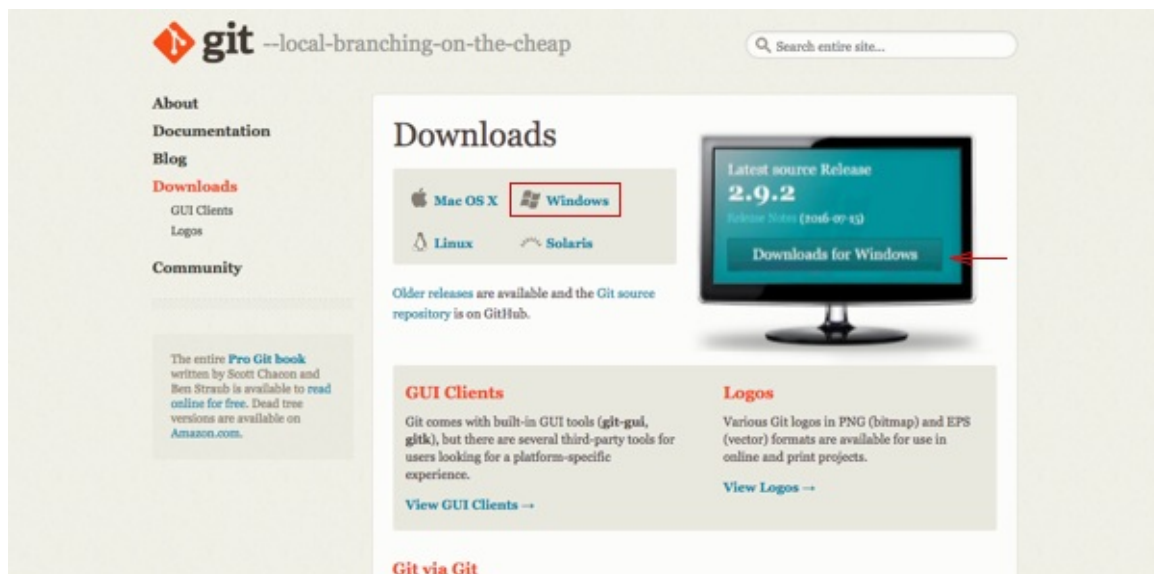 git --local-branching-on-the-cheap
Search entire site...
About
Documentation
Blog
Downloads
GUI Clients
Logos
Community
The entire Pro Git book
written by Scott Chacon and
Ben Straub is available to read
online for free. Dead tree
versions are available on
Amazon.com.
Downloads
Mac OS X
Windows
Linux
Solaris
Older releases are available and the Git source
repository is on GitHub.
Latest source Release
2.9.2
Release Notes (2016-07-15)
Downloads for Windows
GUI Clients
Git comes with built-in GUI tools (git-gui,
gitk), but there are several third-party tools for
users looking for a platform-specific
experience.
View GUI Clients →
Logos
Various Git logos in PNG (bitmap) and EPS
(vector) formats are available for use in
online and print projects.
View Logos →
Git via Git